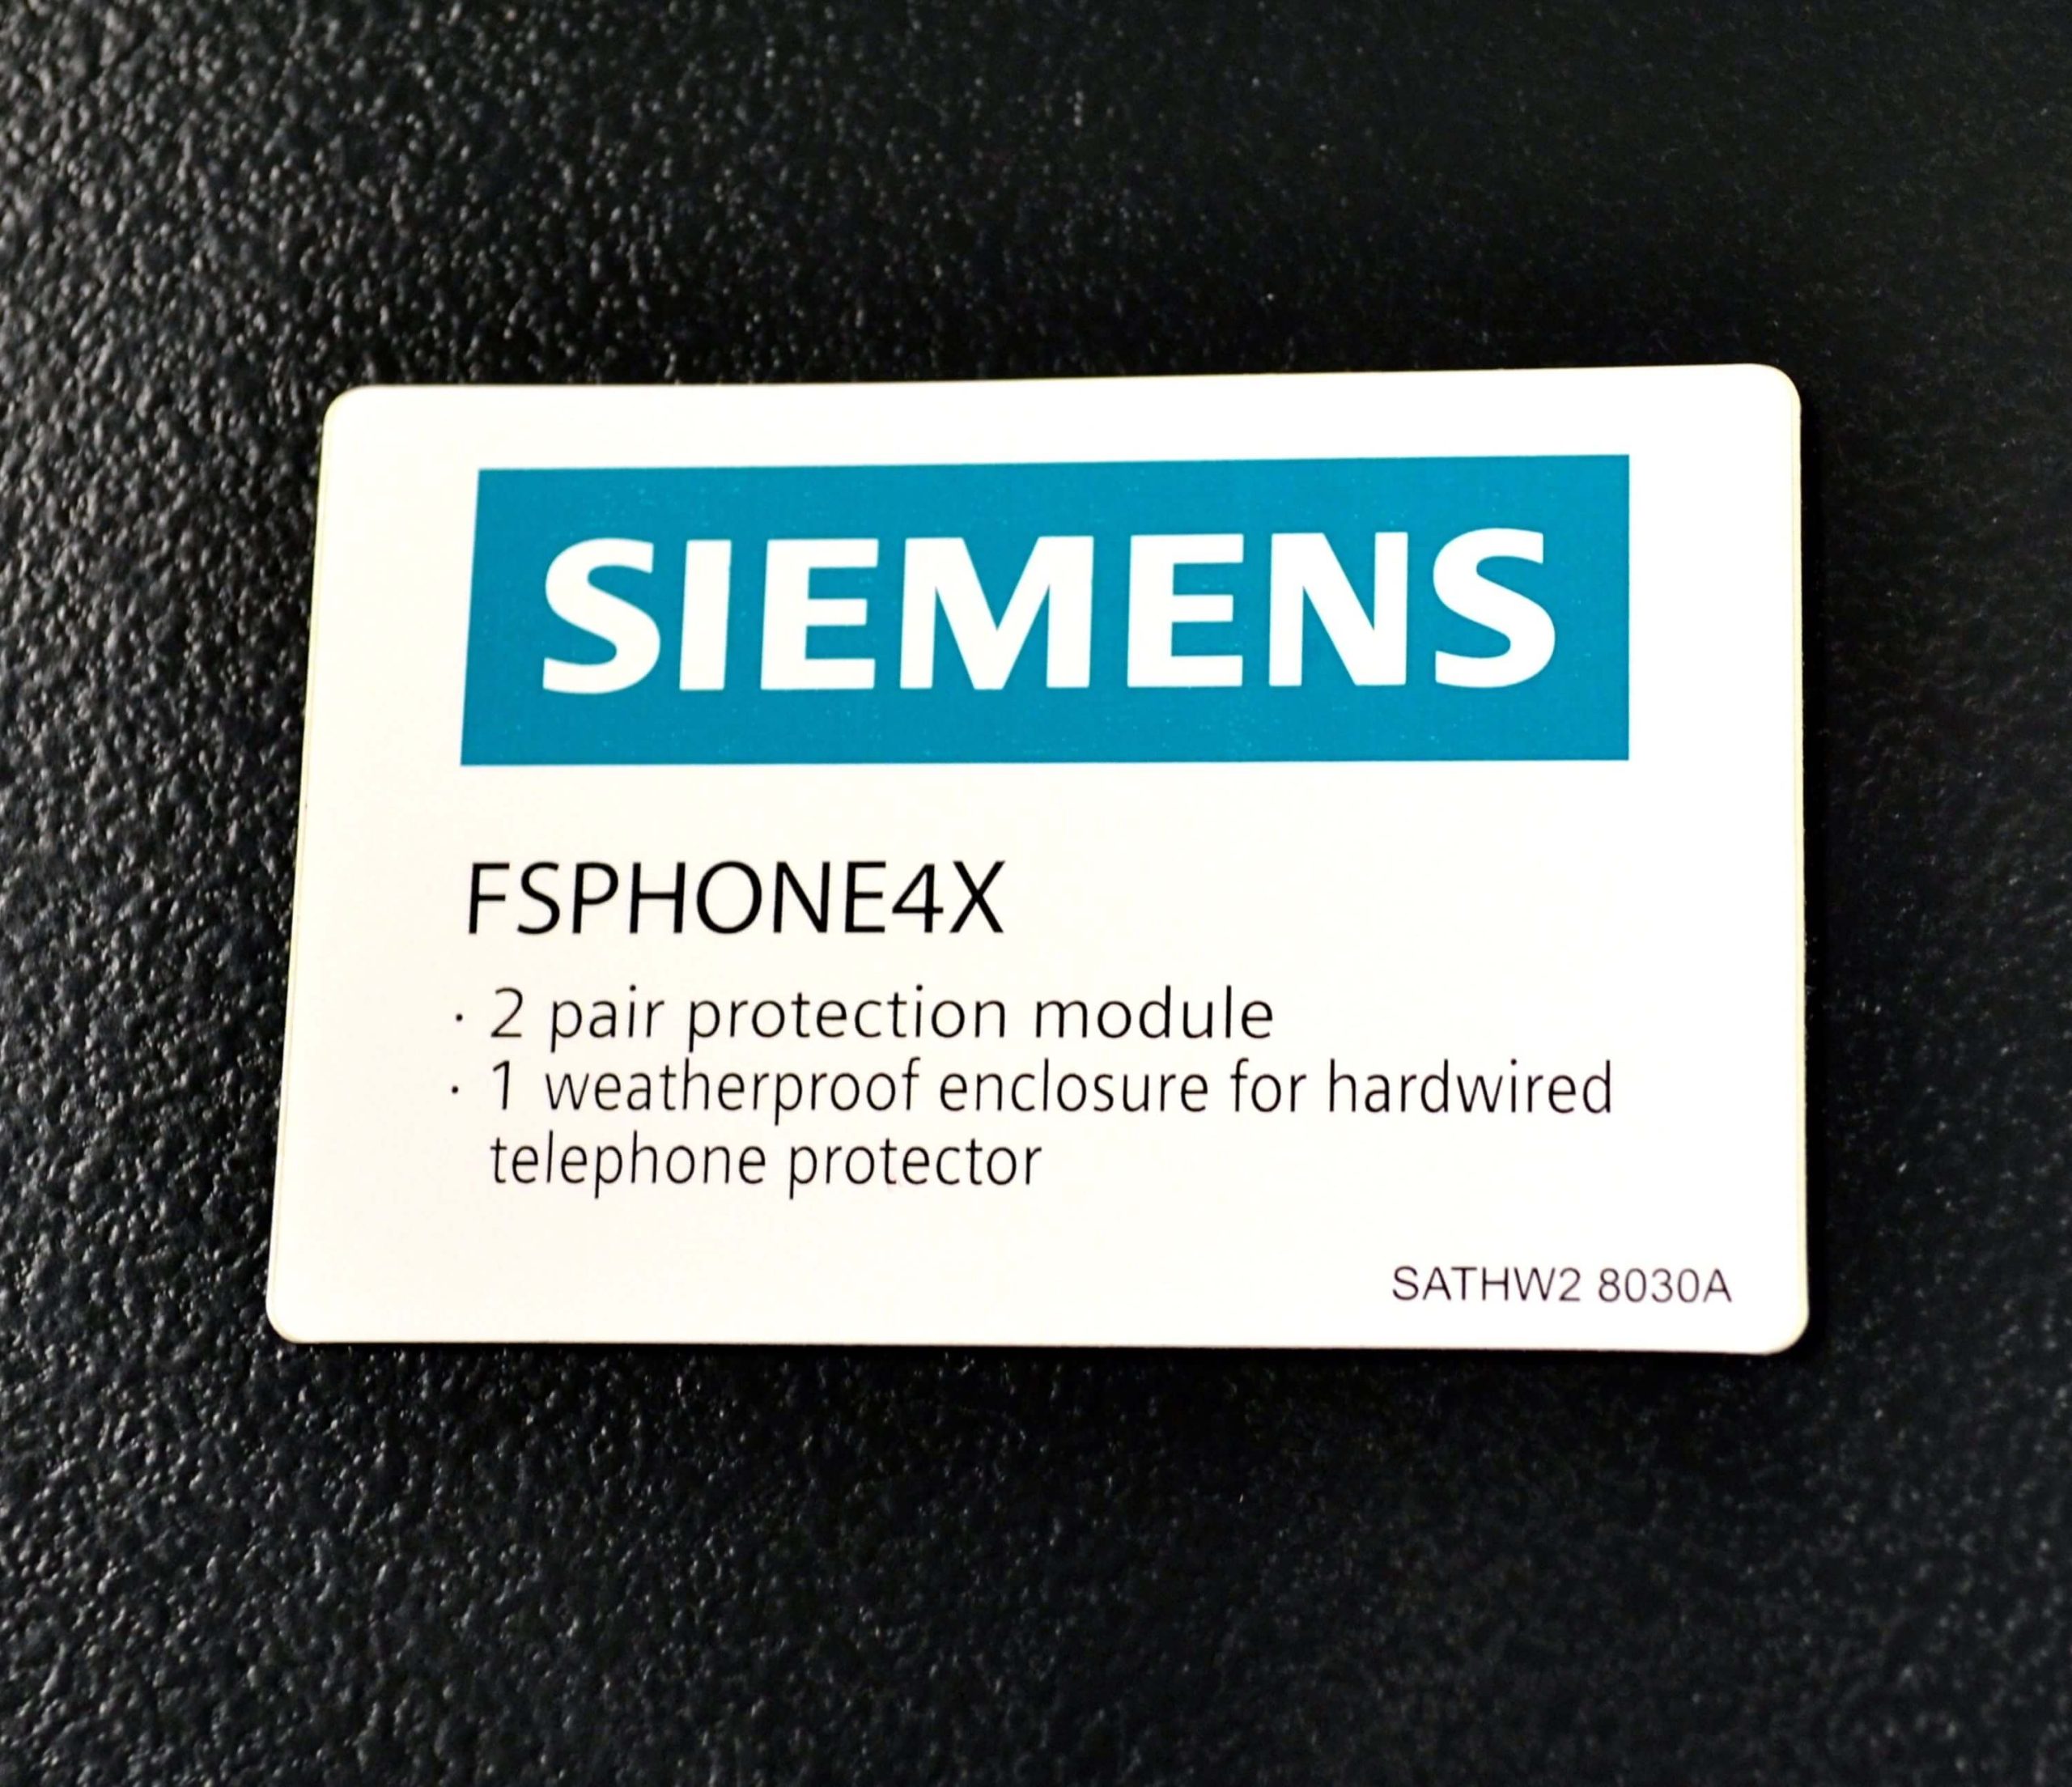 SIEMENS
FSPHONE4X
· 2 pair protection module
· 1 weatherproof enclosure for hardwired
telephone protector
SATHW2 8030A